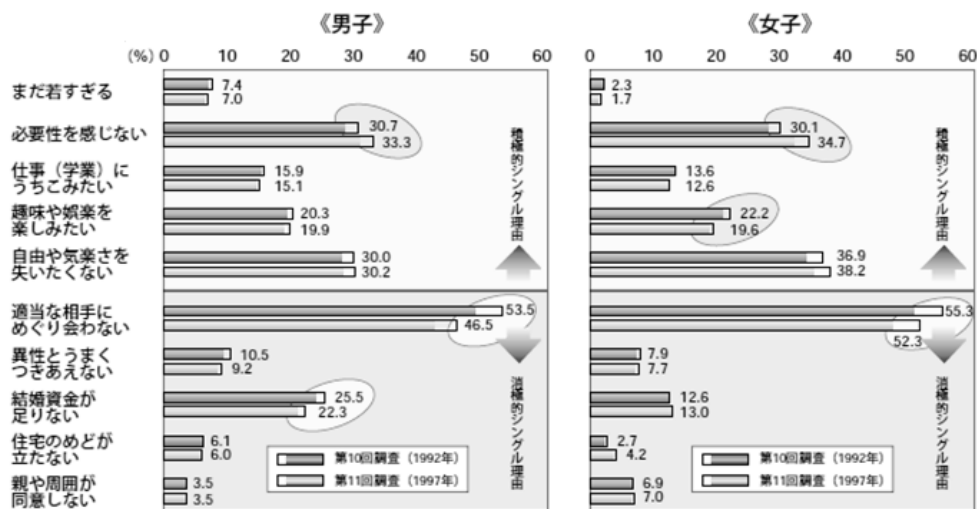 《男子》
《女子》
(%) 0 10 20 30 40 50 60
0 10 20 30 40 50 60
まだ若すぎる
7.4
7.0
2.3
1.7
必要性を感じない
30.7
33.3
30.1
34.7
仕事(学業)に
うちこみたい
15.9
15.1
13.6
12.6
趣味や娯楽を
楽しみたい
20.3
19.9
22.2
19.6
自由や気楽さを
失いたくない
30.0
30.2
36.9
38.2
積極的シングル理由
積極的シングル理由
適当な相手に
めぐり会わない
53.5
46.5
55.3
52.3
異性とうまく
つきあえない
10.5
9.2
7.9
7.7
結婚資金が
足りない
25.5
22.3
12.6
13.0
住宅のめどが
立たない
6.1
6.0
2.7
4.2
親や周囲が
同意しない
3.5
3.5
6.9
7.0
消極的シングル理由
消極的シングル理由
第10回調査(1992年)
第11回調査(1997年)
第10回調査(1992年)
第11回調査(1997年)